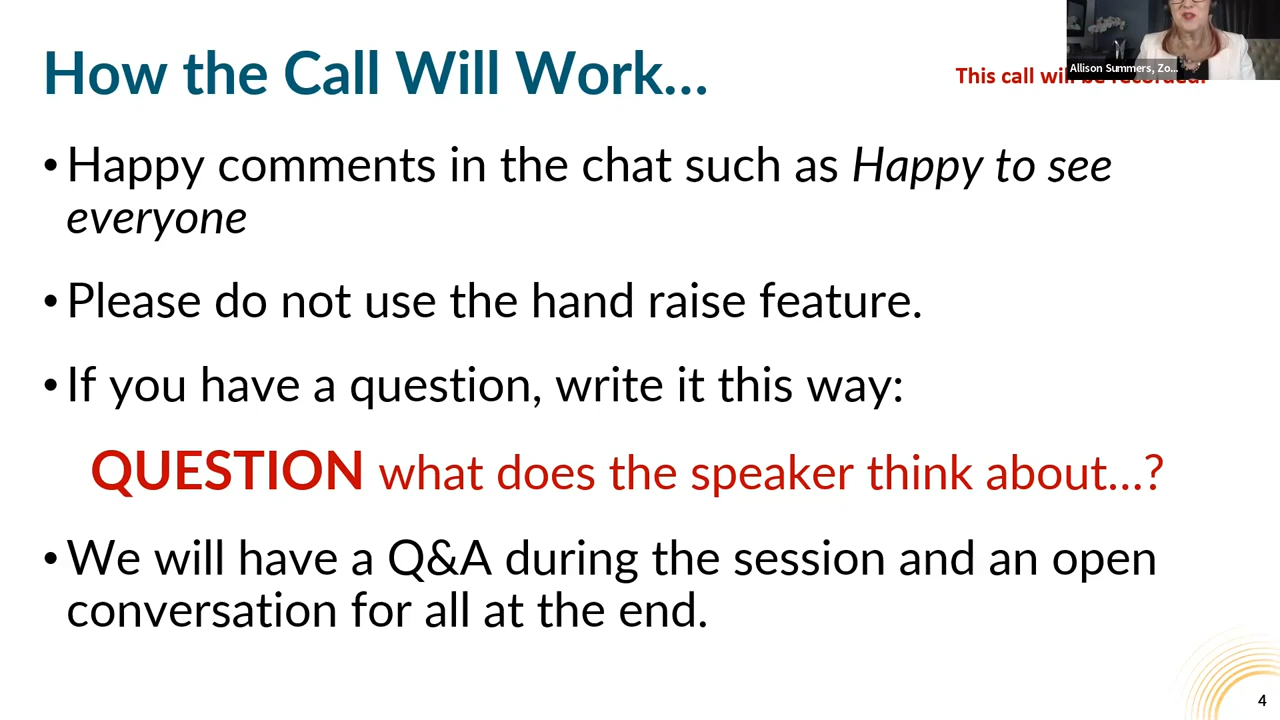 How the Call Will Work...
This call will be recorded.
Allison Summers, Zo...
• Happy comments in the chat such as Happy to see
everyone
• Please do not use the hand raise feature.
• If you have a question, write it this way:
QUESTION what does the speaker think about...?
• We will have a Q&A during the session and an open
conversation for all at the end.
4